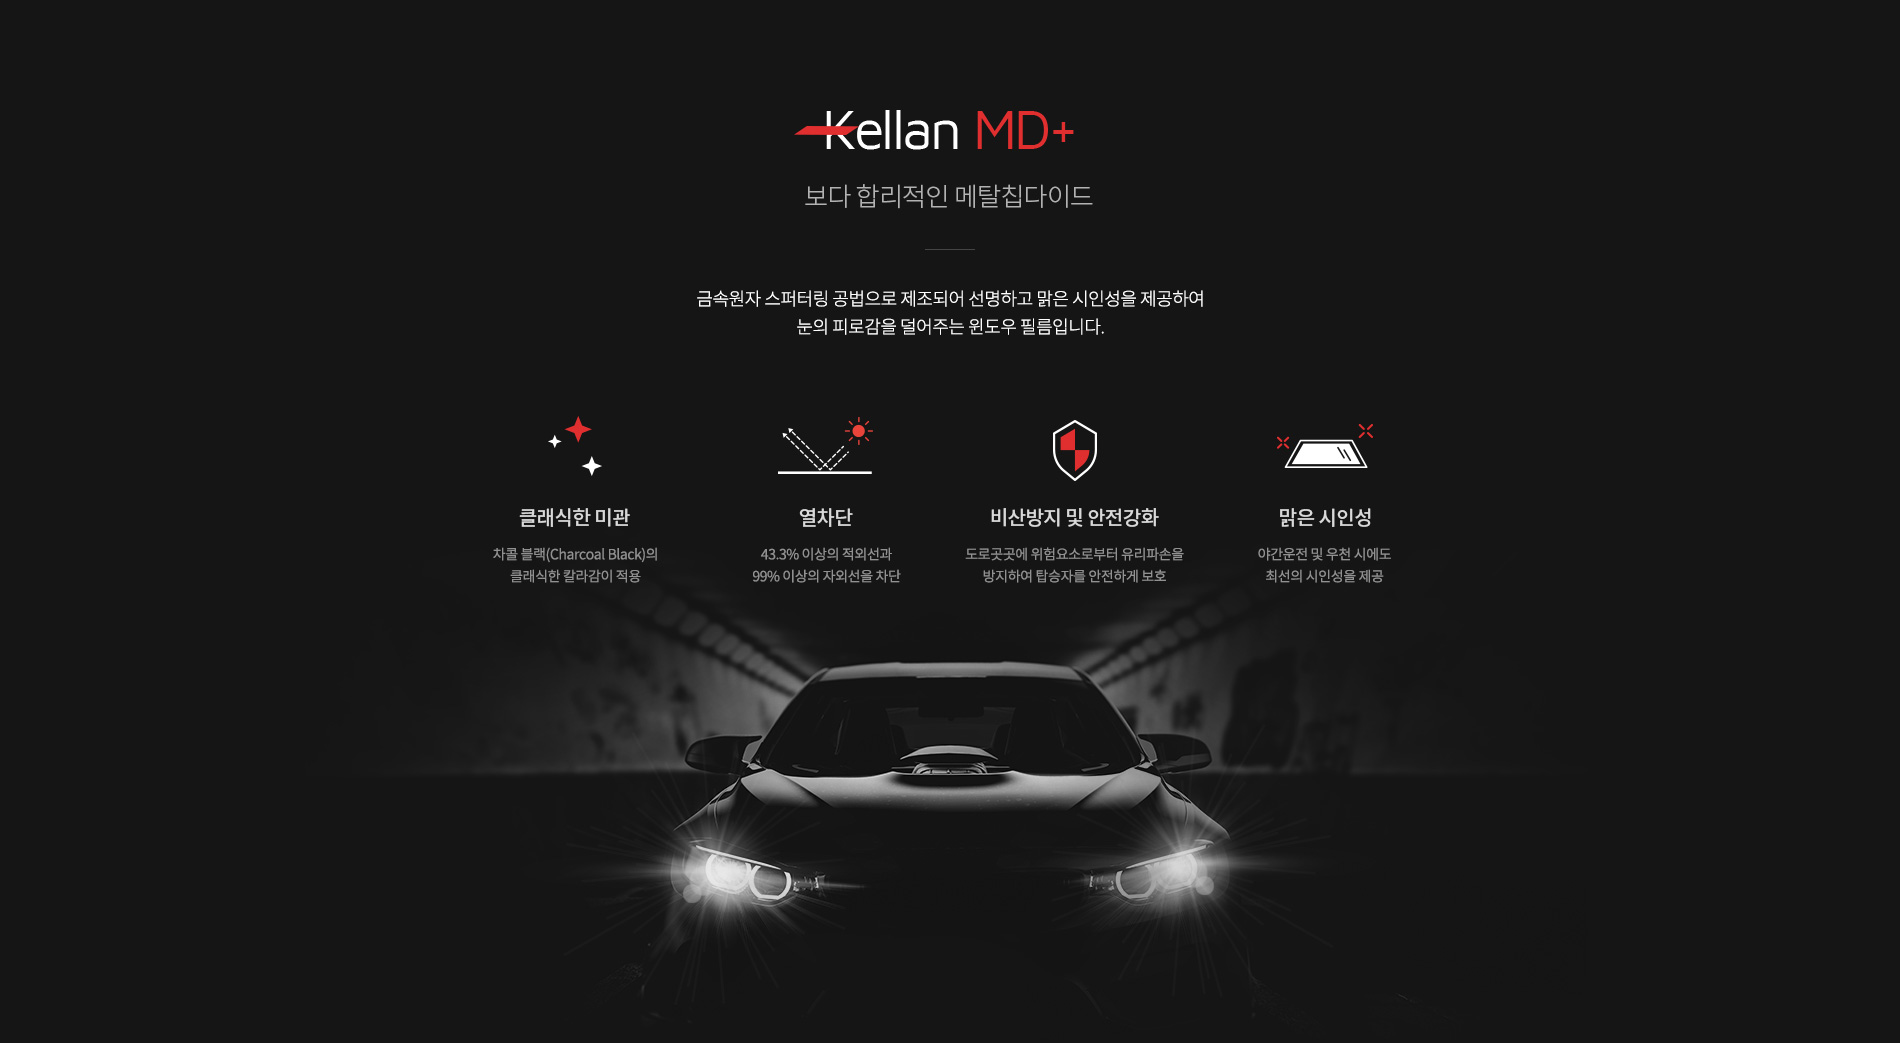 Kellan MD+
보다 합리적인 메탈칩다이드
금속원자 스퍼터링 공법으로 제조되어 선명하고 맑은 시인성을 제공하여
눈의 피로감을 덜어주는 윈도우 필름입니다.
클래식한 미관
차콜 블랙(Charcoal Black)의
클래식한 칼라감이 적용
열차단
43.3% 이상의 적외선과
99% 이상의 자외선을 차단
비산방지 및 안전강화
도로곳곳에 위험요소로부터 유리파손을
방지하여 탑승자를 안전하게 보호
맑은 시인성
야간운전 및 우천 시에도
최선의 시인성을 제공